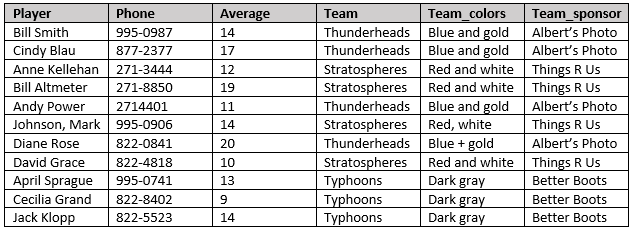 Player Phone Average Team Team_colors Team_sponsor
Bill Smith 995-0987 14 Thunderheads Blue and gold Albert's Photo
Cindy Blau 877-2377 17 Thunderheads Blue and gold Albert's Photo
Anne Kellehan 271-3444 12 Stratospheres Red and white Things R Us
Bill Altmeter 271-8850 19 Stratospheres Red and white Things R Us
Andy Power 2714401 11 Thunderheads Blue and gold Albert's Photo
Johnson, Mark 995-0906 14 Stratospheres Red, white Things R Us
Diane Rose 822-0841 20 Thunderheads Blue + gold Albert's Photo
David Grace 822-4818 10 Stratospheres Red and white Things R Us
April Sprague 995-0741 13 Typhoons Dark gray Better Boots
Cecilia Grand 822-8402 9 Typhoons Dark gray Better Boots
Jack Klopp 822-5523 14 Typhoons Dark gray Better Boots